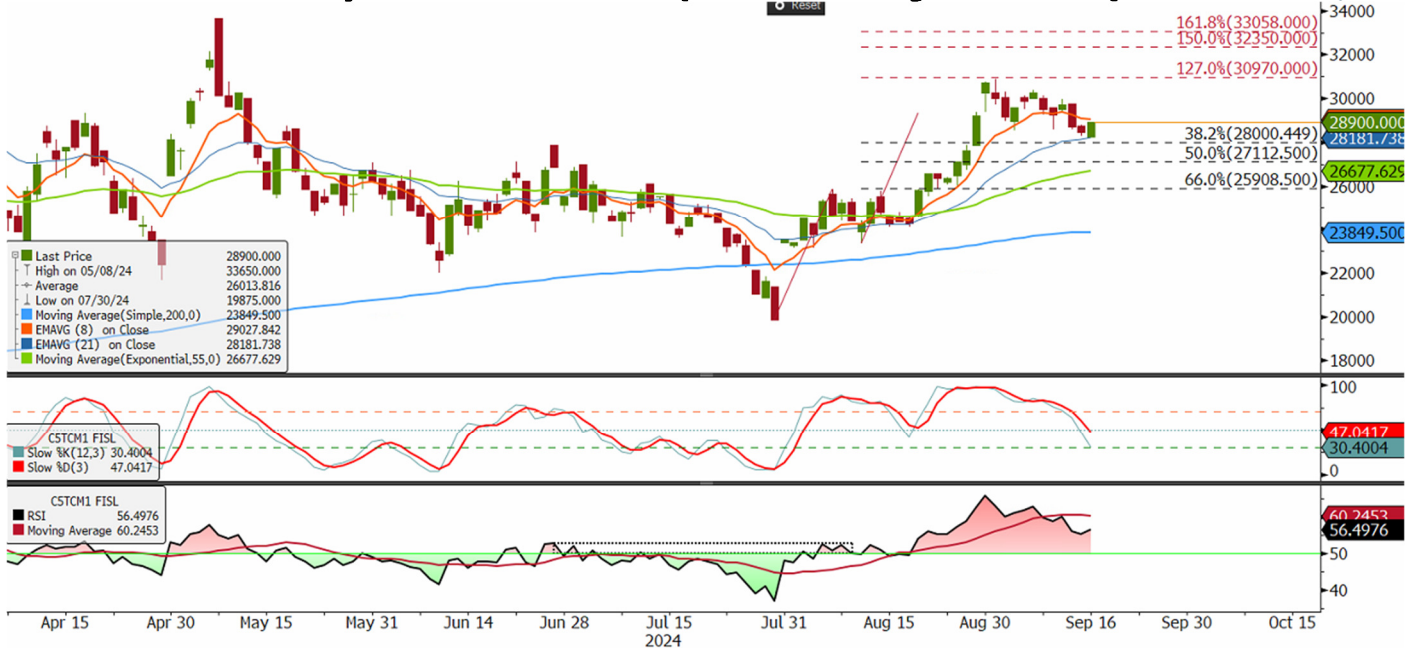 Reset
34000
161.8%(33058.000)
150.0%(32350.000)
32000
127.0%(30970.000)
30000
28900.000
38.2%(28000.449)
28181.738
50.0%(27112.500)
26677.629
66.0%(25908.500)
26000
23849.500
22000
20000
18000
Last Price 28900.000
High on 05/08/24 33650.000
Average 26013.816
Low on 07/30/24 19875.000
Moving Average(Simple,200,0) 23849.500
EMAVG (8) on Close 29027.842
EMAVG (21) on Close 28181.738
Moving Average(Exponential,55,0) 26677.629
100
C5TCM1 FISL
Slow %K(12,3) 30.4004
Slow %D(3) 47.0417
47.0417
30.4004
0
C5TCM1 FISL
RSI 56.4976
Moving Average 60.2453
60.2453
56.4976
50
40
Apr 15 Apr 30 May 15 May 31 Jun 14 Jun 28 Jul 15 Jul 31 Aug 15 Aug 30 Sep 16 Sep 30 Oct 15
2024